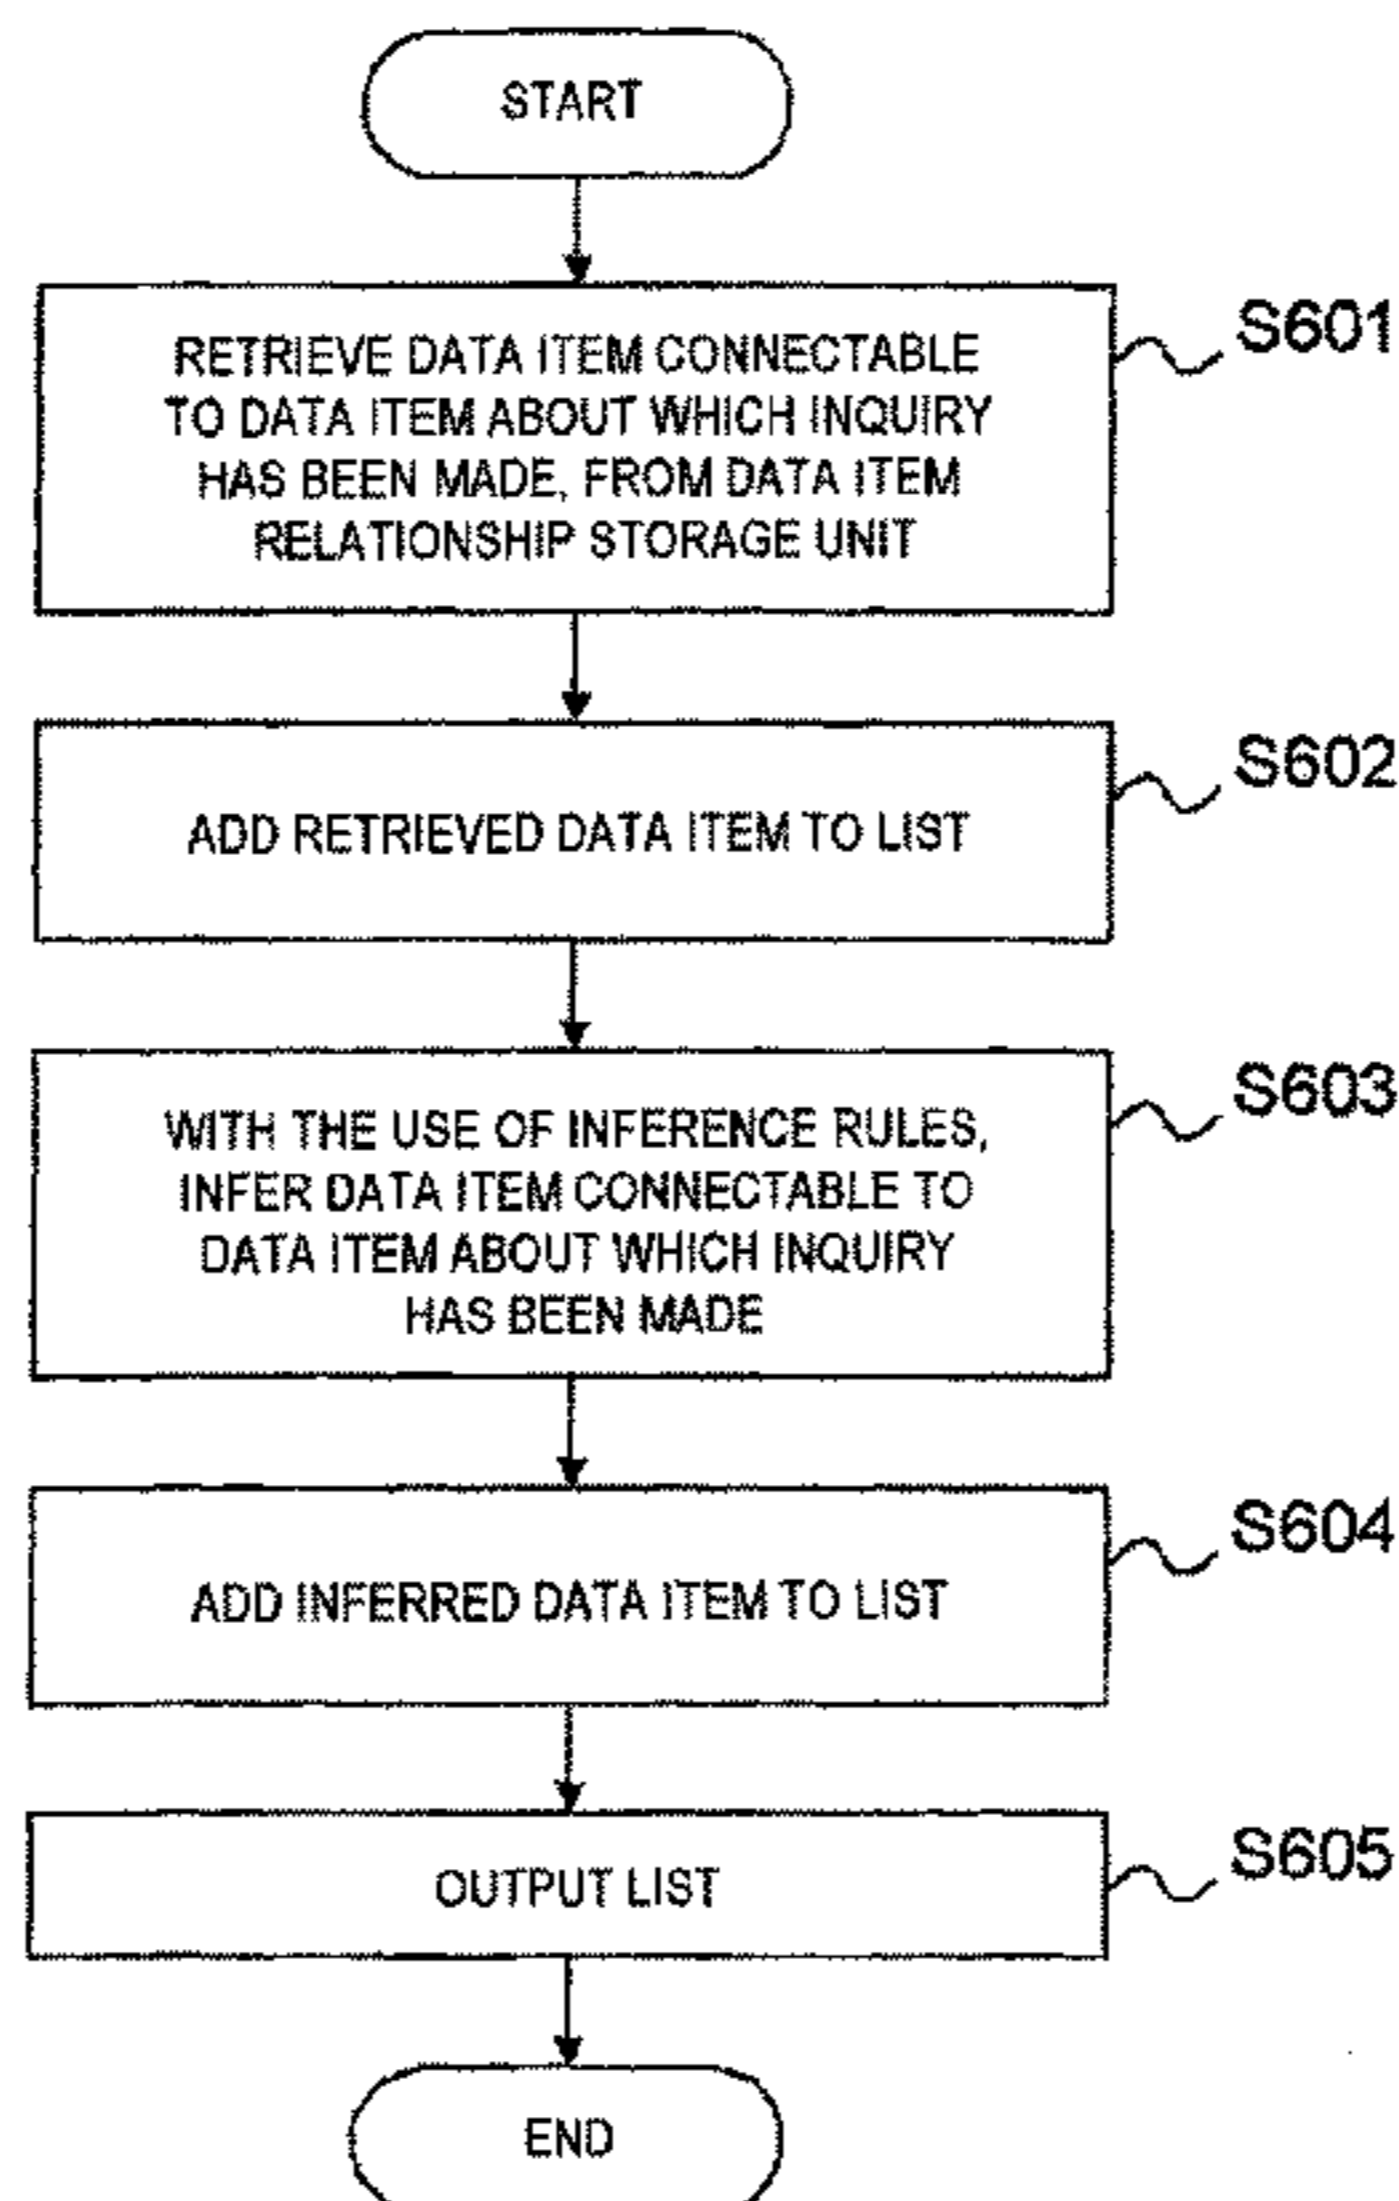 START
RETRIEVE DATA ITEM CONNECTABLE
TO DATA ITEM ABOUT WHICH INQUIRY
HAS BEEN MADE, FROM DATA ITEM
RELATIONSHIP STORAGE UNIT
S601
ADD RETRIEVED DATA ITEM TO LIST
S602
WITH THE USE OF INFERENCE RULES,
INFER DATA ITEM CONNECTABLE TO
DATA ITEM ABOUT WHICH INQUIRY
HAS BEEN MADE
S603
ADD INFERRED DATA ITEM TO LIST
S604
OUTPUT LIST
S605
END